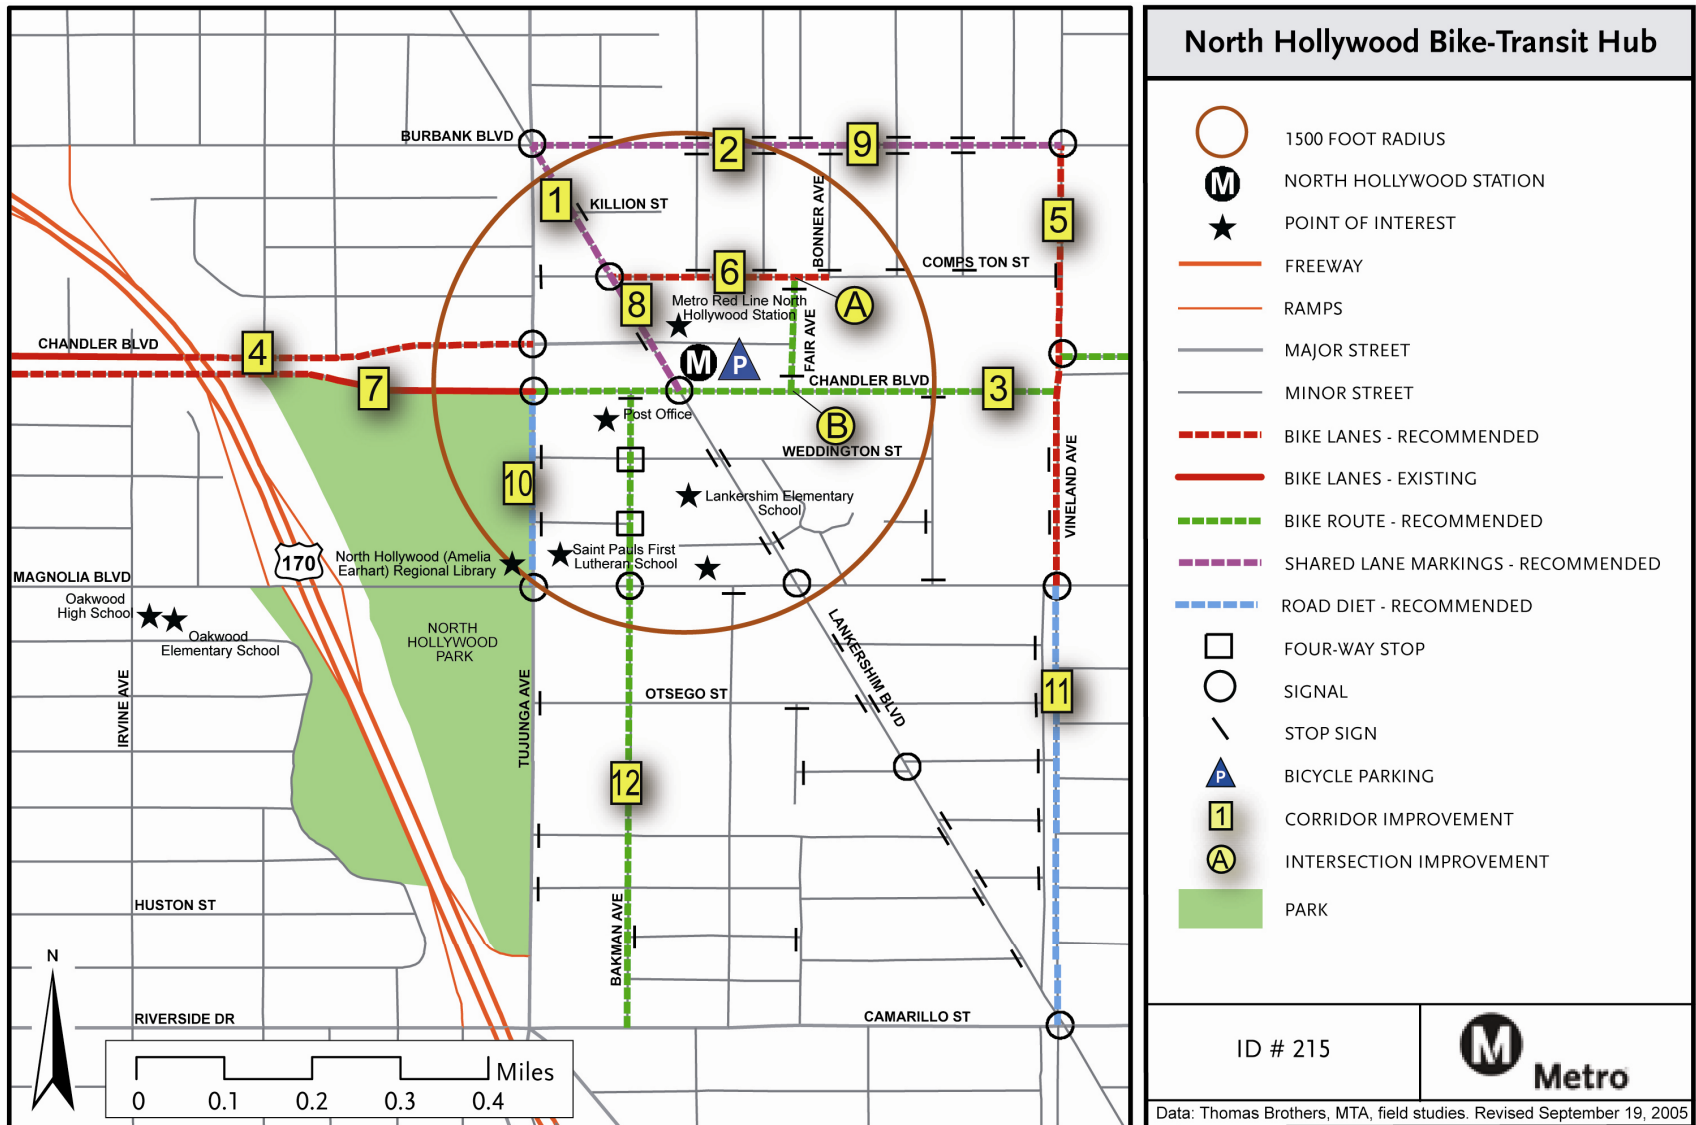 BURBANK BLVD
2
9
1
KILLION ST
BONNER AVE
5
6
COMPS TON ST
8
Metro Red Line North
Hollywood Station
A
FAIR AVE
CHANDLER BLVD
4
7
M
P
CHANDLER BLVD
3
Post Office
B
WEDDINGTON ST
10
Lankershim Elementary
School
VINELAND AVE
170
North Hollywood (Amelia
Earhart) Regional Library
Saint Pauls First
Lutheran School
MAGNOLIA BLVD
Oakwood
High School
Oakwood
Elementary School
NORTH
HOLLYWOOD
PARK
LANKERSHIM BLVD
IRVINE AVE
TUJUNGA AVE
OTSEGO ST
11
12
HUSTON ST
BAKMAN AVE
N
RIVERSIDE DR
CAMARILLO ST
Miles
0 0.1 0.2 0.3 0.4
North Hollywood Bike-Transit Hub
1500 FOOT RADIUS
M NORTH HOLLYWOOD STATION
POINT OF INTEREST
FREEWAY
RAMPS
MAJOR STREET
MINOR STREET
BIKE LANES - RECOMMENDED
BIKE LANES - EXISTING
BIKE ROUTE - RECOMMENDED
SHARED LANE MARKINGS - RECOMMENDED
ROAD DIET - RECOMMENDED
FOUR-WAY STOP
SIGNAL
STOP SIGN
P BICYCLE PARKING
1 CORRIDOR IMPROVEMENT
A INTERSECTION IMPROVEMENT
PARK
ID # 215
M Metro
Data: Thomas Brothers, MTA, field studies. Revised September 19, 2005